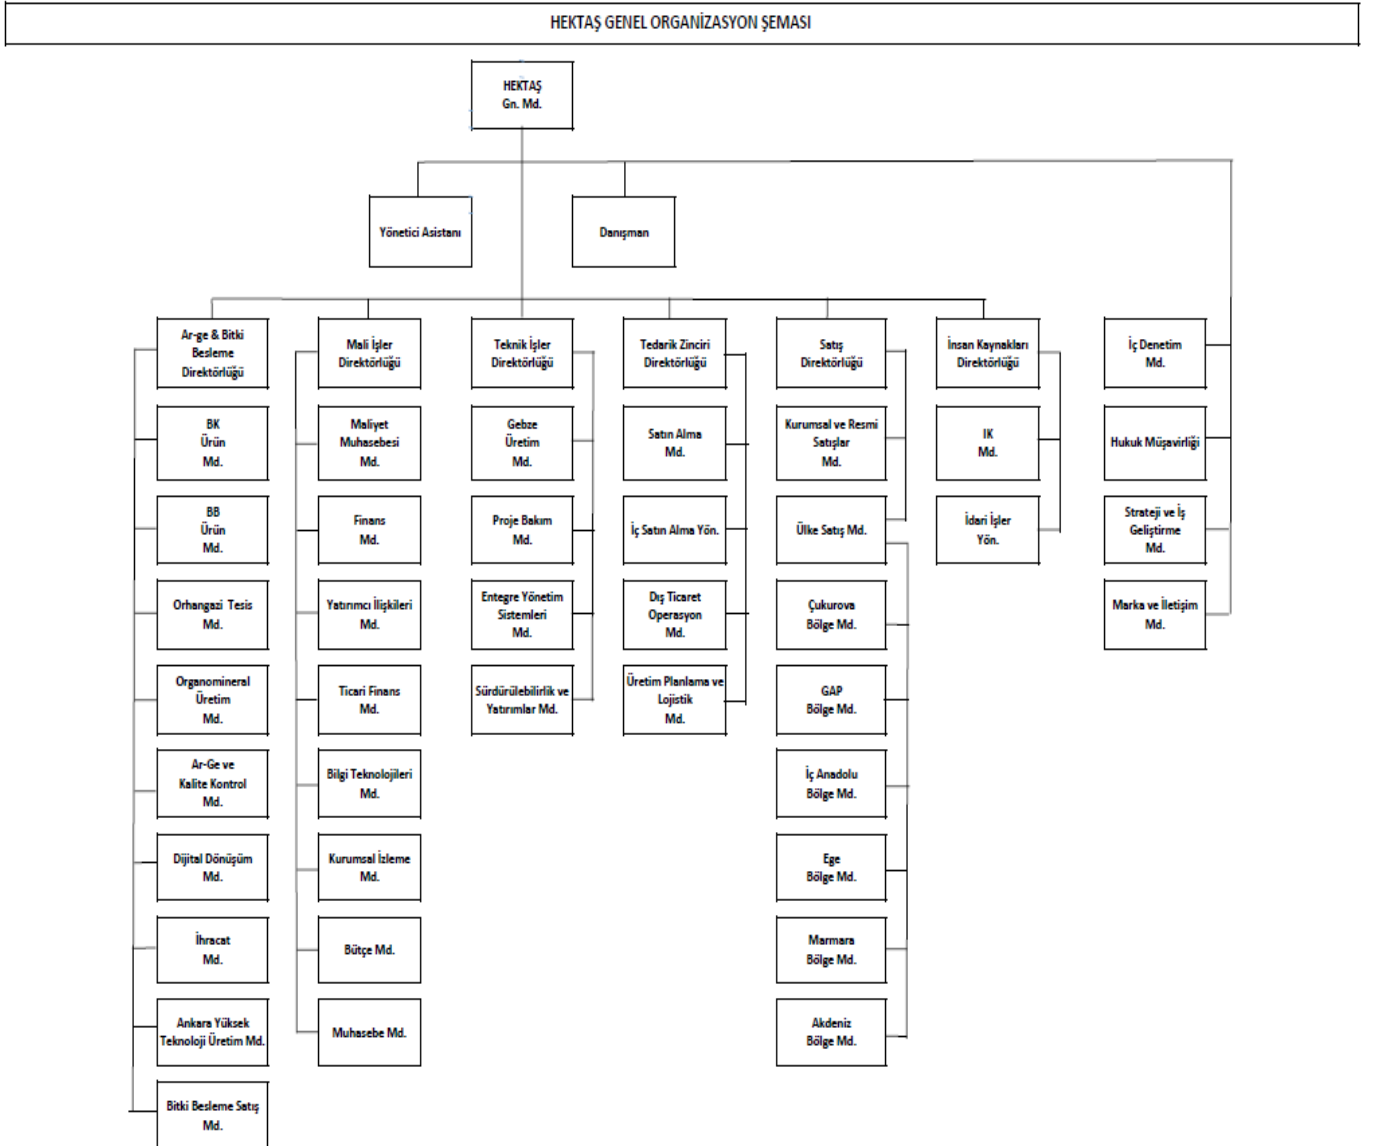 HEKTAŞ GENEL ORGANİZASYON ŞEMASI
HEKTAŞ
Gn. Md.
Yönetici Asistanı
Danışman
Ar-ge & Bitki
Besleme
Direktörlüğü
BK
Ürün
Md.
BB
Ürün
Md.
Orhangazi Tesis
Md.
Organomineral
Üretim
Md.
Ar-Ge ve
Kalite Kontrol
Md.
Dijital Dönüşüm
Md.
İhracat
Md.
Ankara Yüksek
Teknoloji Üretim Md.
Bitki Besleme Satış
Md.
Mali İşler
Direktörlüğü
Maliyet
Muhasebesi
Md.
Finans
Md.
Yatırımcı İlişkileri
Md.
Ticari Finans
Md.
Bilgi Teknolojileri
Md.
Kurumsal İzleme
Md.
Bütçe Md.
Muhasebe Md.
Teknik İşler
Direktörlüğü
Gebze
Üretim
Md.
Proje Bakım
Md.
Entegre Yönetim
Sistemleri
Md.
Sürdürülebilirlik ve
Yatırımlar Md.
Tedarik Zinciri
Direktörlüğü
Satın Alma
Md.
İç Satın Alma Yön.
Dış Ticaret
Operasyon
Md.
Üretim Planlama ve
Lojistik
Md.
Satış
Direktörlüğü
Kurumsal ve Resmi
Satışlar
Md.
Ülke Satış Md.
Çukurova
Bölge Md.
GAP
Bölge Md.
İç Anadolu
Bölge Md.
Ege
Bölge Md.
Marmara
Bölge Md.
Akdeniz
Bölge Md.
İnsan Kaynakları
Direktörlüğü
IK
Md.
İdari İşler
Yön.
İç Denetim
Md.
Hukuk Müşavirliği
Strateji ve İş
Geliştirme
Md.
Marka ve İletişim
Md.